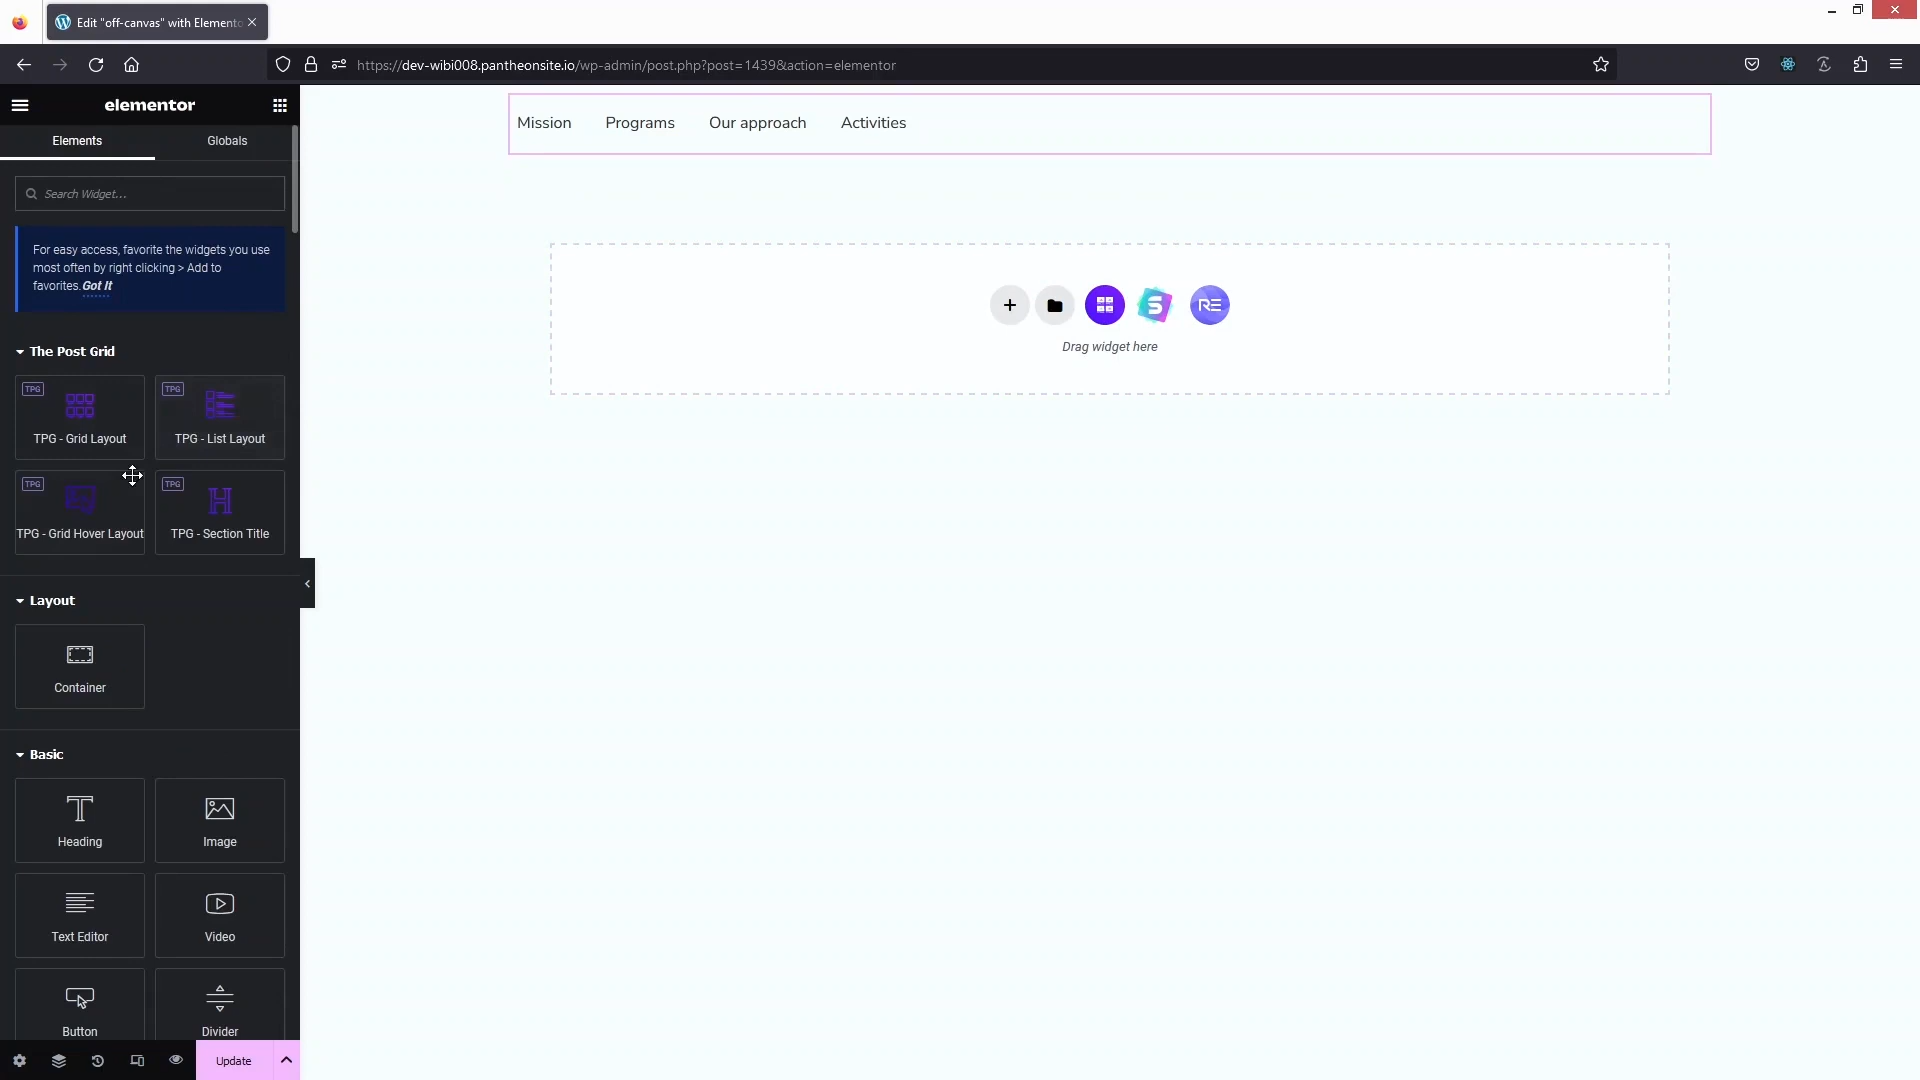 Edit "off-canvas" with Elemento
https://dev-wibi008.pantheonsite.io/wp-admin/post.php?post=1439&action=elementor
elementor
Elements Globals
Search Widget...
For easy access, favorite the widgets you use
most often by right clicking > Add to
favorites. Got It
The Post Grid
TPG TPG
TPG - Grid Layout TPG - List Layout
TPG TPG
TPG - Grid Hover Layout TPG - Section Title
Layout
Container
Basic
Heading Image
Text Editor Video
Button Divider
Update
Mission Programs Our approach Activities
S RE
Drag widget here